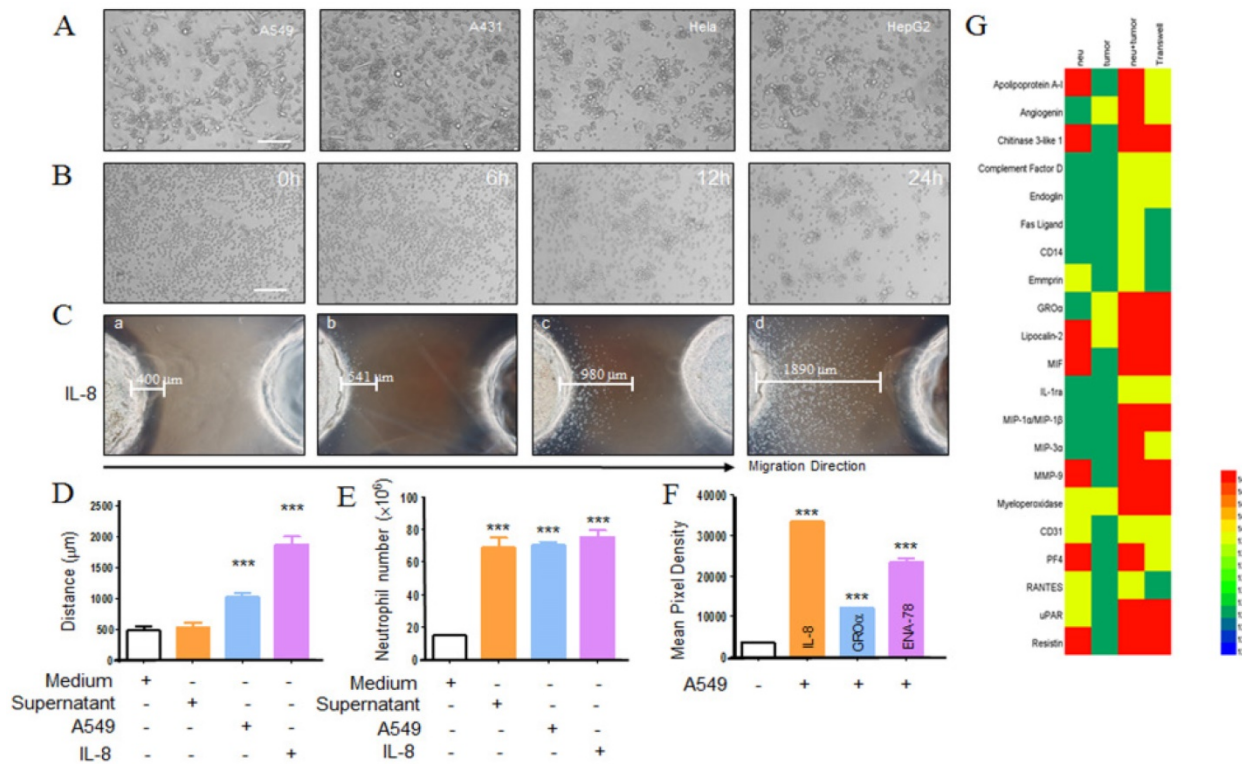 A
A549
A431
Hela
HepG2
B
0h
6h
12h
24h
C
a
b
c
d
400 μm
541 μm
980 μm
1890 μm
IL-8
Migration Direction
D
Distance (μm)
2500
2000
1500
1000
500
0
***
***
Medium + - - -
Supernatant - + - -
A549 - - + -
IL-8 - - - +
E
Neutrophil number (×10⁶)
100
80
60
40
20
0
***
***
***
Medium + - - -
Supernatant - + - -
A549 - - + -
IL-8 - - - +
F
Mean Pixel Density
40000
30000
20000
10000
0
***
***
***
IL-8
GROα
ENA-78
A549 - + + +
G
neu
tumor
neu+tumor
Transwell
Apolipoprotein A-I
Angiogenin
Chitinase 3-like 1
Complement Factor D
Endoglin
Fas Ligand
CD14
Emmprin
GROα
Lipocalin-2
MIF
IL-1ra
MIP-1α/MIP-1β
MIP-3α
MMP-9
Myeloperoxidase
CD31
PF4
RANTES
uPAR
Resistin